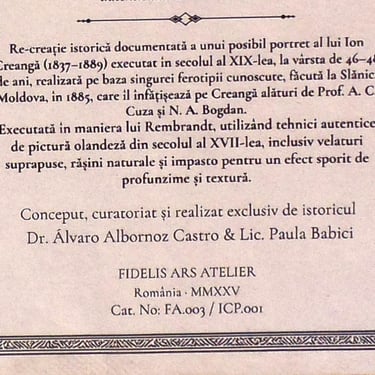 Re-creație istorică documentată a unui posibil portret al lui Ion
Creangă (1837-1889) executat in secolul al XIX-lea, la vârsta de 46-48
de ani, realizată pe baza singurei ferotipii cunoscute, făcută la Slănic
Moldova, in 1885, care îl înfățișează pe Creangă alături de Prof. A. C.
Cuza și N. A. Bogdan.
Executată in maniera lui Rembrandt, utilizând tehnici autentice
de pictură olandeză din secolul al XVII-lea, inclusiv velaturi
suprapuse, rășini naturale și impasto pentru un efect sporit de
profunzime și textură.
Conceput, curatoriat și realizat exclusiv de istoricul
Dr. Álvaro Albornoz Castro & Lic. Paula Babici
FIDELIS ARS ATELIER
România · MMXXV
Cat. No: FA.003 / ICP.001